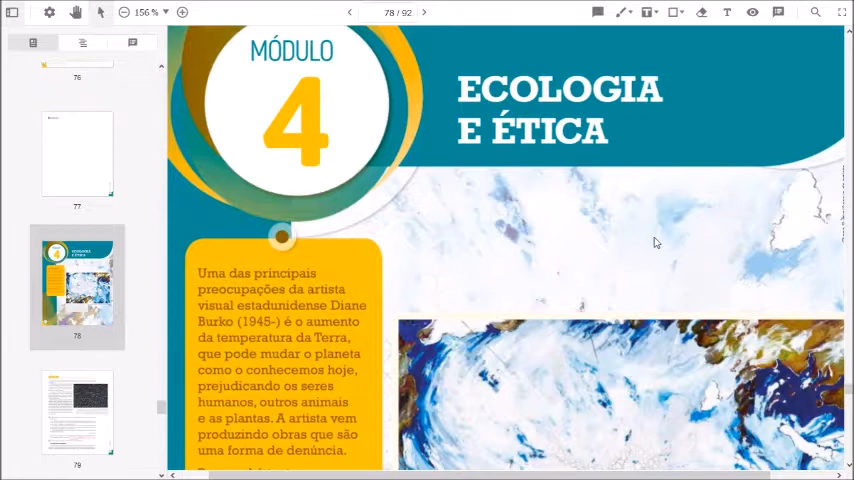 156 %
78 / 92
76
77
78
79
MÓDULO
4
ECOLOGIA
E ÉTICA
Uma das principais
preocupações da artista
visual estadunidense Diane
Burko (1945-) é o aumento
da temperatura da Terra,
que pode mudar o planeta
como o conhecemos hoje,
prejudicando os seres
humanos, outros animais
e as plantas. A artista vem
produzindo obras que são
uma forma de denúncia.